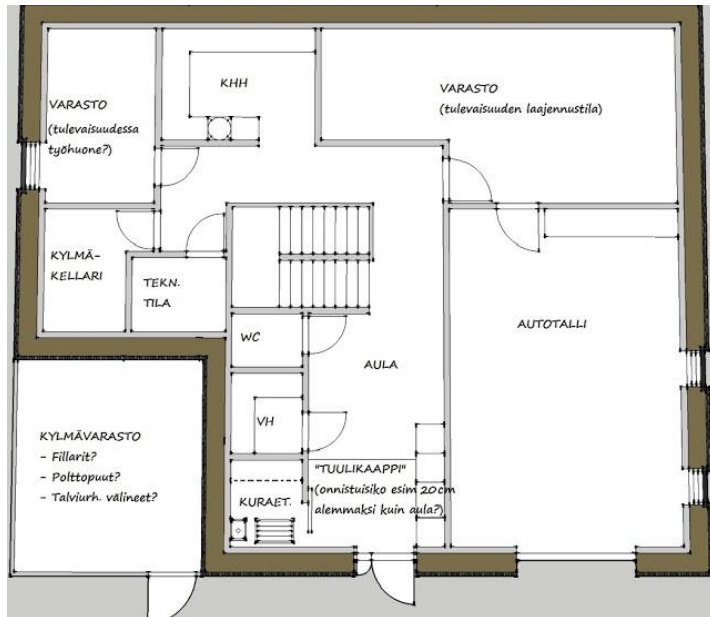 KHH
VARASTO
(tulevaisuudessa
työhuone?)
VARASTO
(tulevaisuuden laajennustila)
KYLMÄ-
KELLARI
TEKN.
TILA
WC
AULA
AUTOTALLI
VH
KYLMÄVARASTO
- Fillarit?
- Polttopuut?
- Talviurh. välineet?
KURAET.
"TUULIKAAPPI"
(onnistuisiko esim 20cm
alemmaksi kuin aula?)